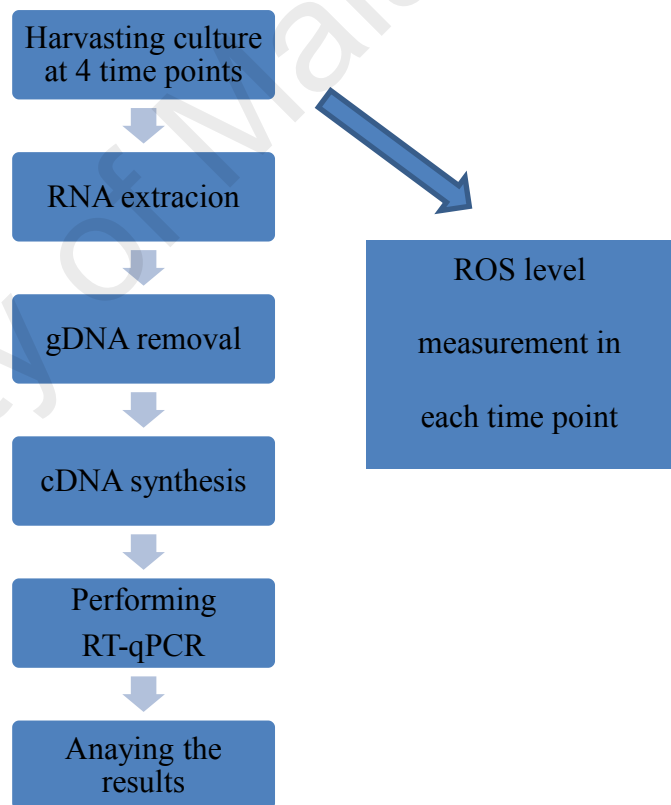 Harvasting culture
at 4 time points
RNA extracion
gDNA removal
cDNA synthesis
Performing
RT-qPCR
Anaying the
results
ROS level
measurement in
each time point